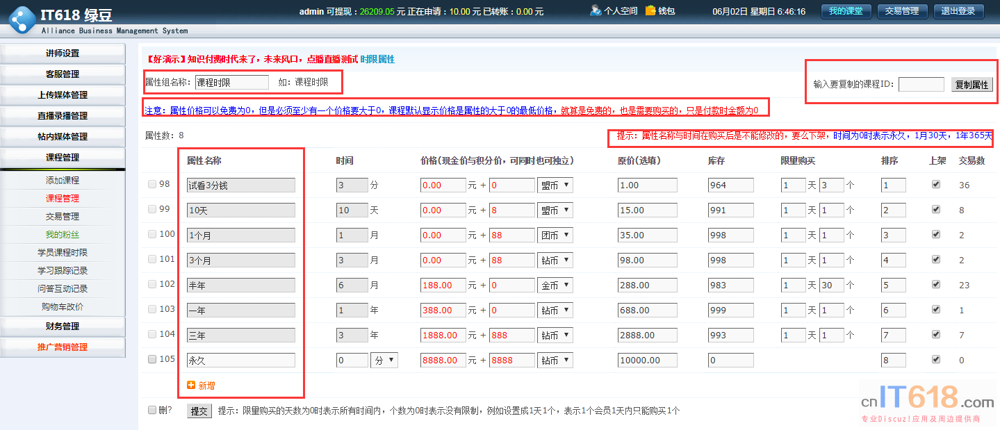 IT618 绿豆
Alliance Business Management System
admin 可提现：26209.05 元 正在申请：10.00 元 已转账：0.00 元
个人空间 钱包
06月02日 星期日 6:46:16
我的课堂 交易管理 退出登录
讲师设置
客服管理
上传媒体管理
直播录播管理
帖内媒体管理
课程管理
添加课程
课程管理
交易管理
我的粉丝
学员课程时限
学习跟踪记录
问答互动记录
购物车改价
财务管理
推广营销管理
【好演示】知识付费时代来了，未来风口，点播直播测试 时限属性
属性组名称： 课程时限 如：课程时限
输入要复制的课程ID： 复制属性
注意：属性价格可以免费为0，但是必须至少有一个价格要大于0，课程默认显示价格是属性的大于0的最低价格，就算是免费的，也是需要购买的，只是付款时金额为0
属性数：8
提示：属性名称与时间在购买后是不能修改的，要么下架，时间为0时表示永久，1月30天，1年365天
属性名称 时间 价格(现金价与积分价，可同时也可独立) 原价(选填) 库存 限量购买 排序 上架 交易数
98 试看3分钱 3 分 0.00 元 + 0 盟币 1.00 964 1 天 3 个 1 36
99 10天 10 天 0.00 元 + 8 盟币 15.00 991 1 天 1 个 2 8
100 1个月 1 月 0.00 元 + 88 团币 35.00 998 1 天 1 个 3 2
101 3个月 3 月 0.00 元 + 88 钻币 98.00 998 1 天 1 个 4 2
102 半年 6 月 188.00 元 + 0 金币 288.00 983 1 天 30 个 5 23
103 一年 1 年 388.00 元 + 0 钻币 688.00 999 1 天 1 个 6 1
104 三年 3 年 1888.00 元 + 888 钻币 2888.00 993 1 天 1 个 7 7
105 永久 0 分 8888.00 元 + 8888 钻币 10000.00 0 8 0
新增
删? 提交 提示：限量购买的天数为0时表示所有时间内，个数为0时表示没有限制，例如设置成1天1个，表示1个会员1天内只能购买1个
cnIT618.com
专业Discuz!应用及周边提供商